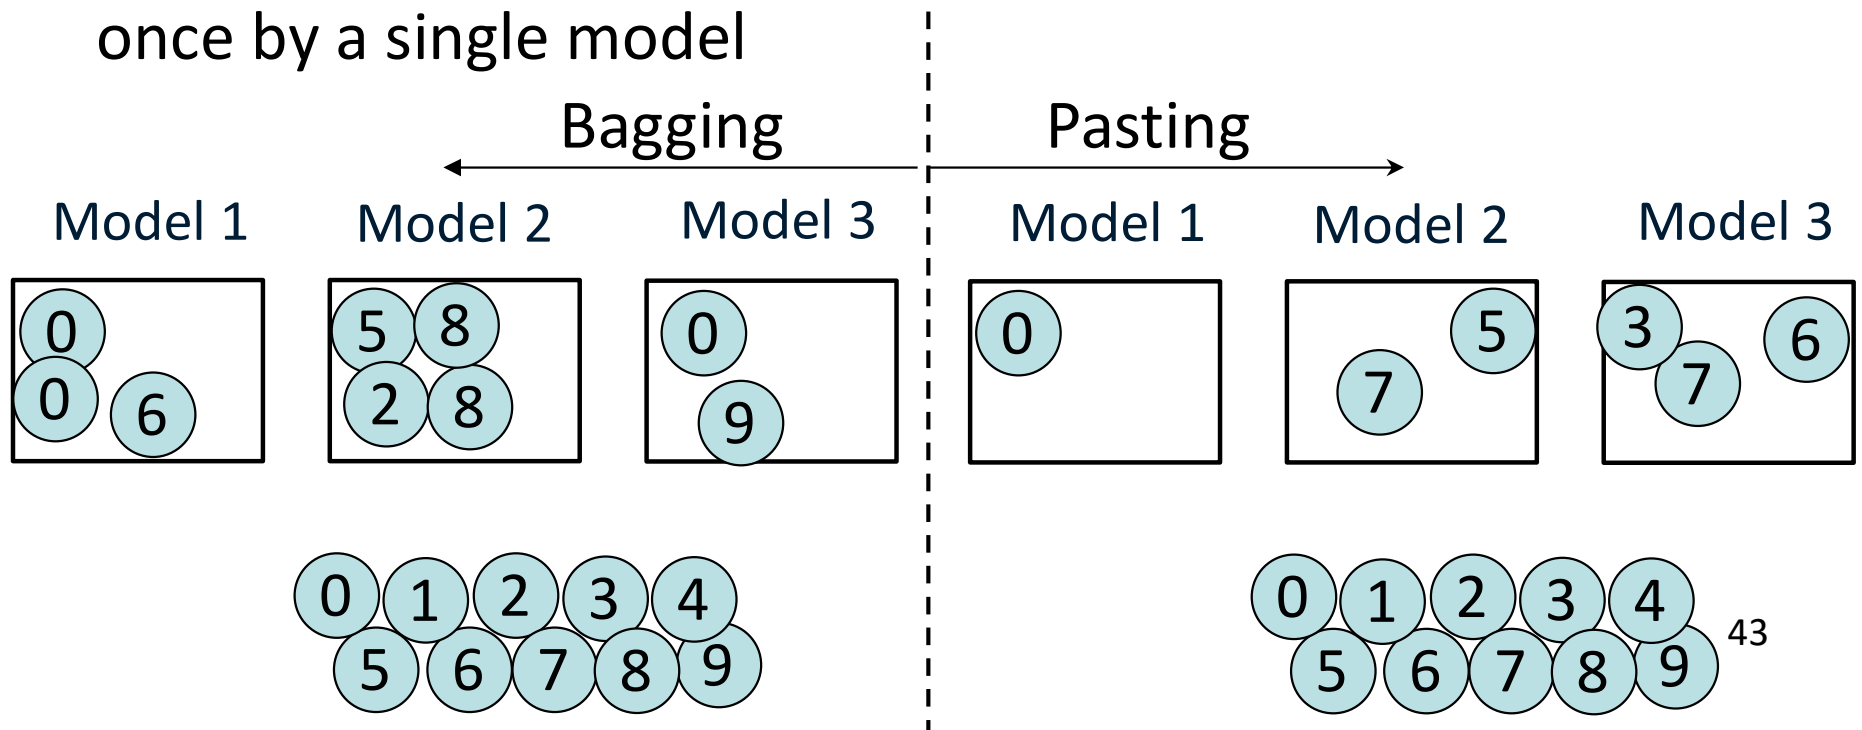 once by a single model
Bagging Pasting
Model 1 Model 2 Model 3 Model 1 Model 2 Model 3
0 5 8 0 0 5 3 6
0 6 2 8 9 7 7
0 1 2 3 4 0 1 2 3 4
43
5 6 7 8 9 5 6 7 8 9